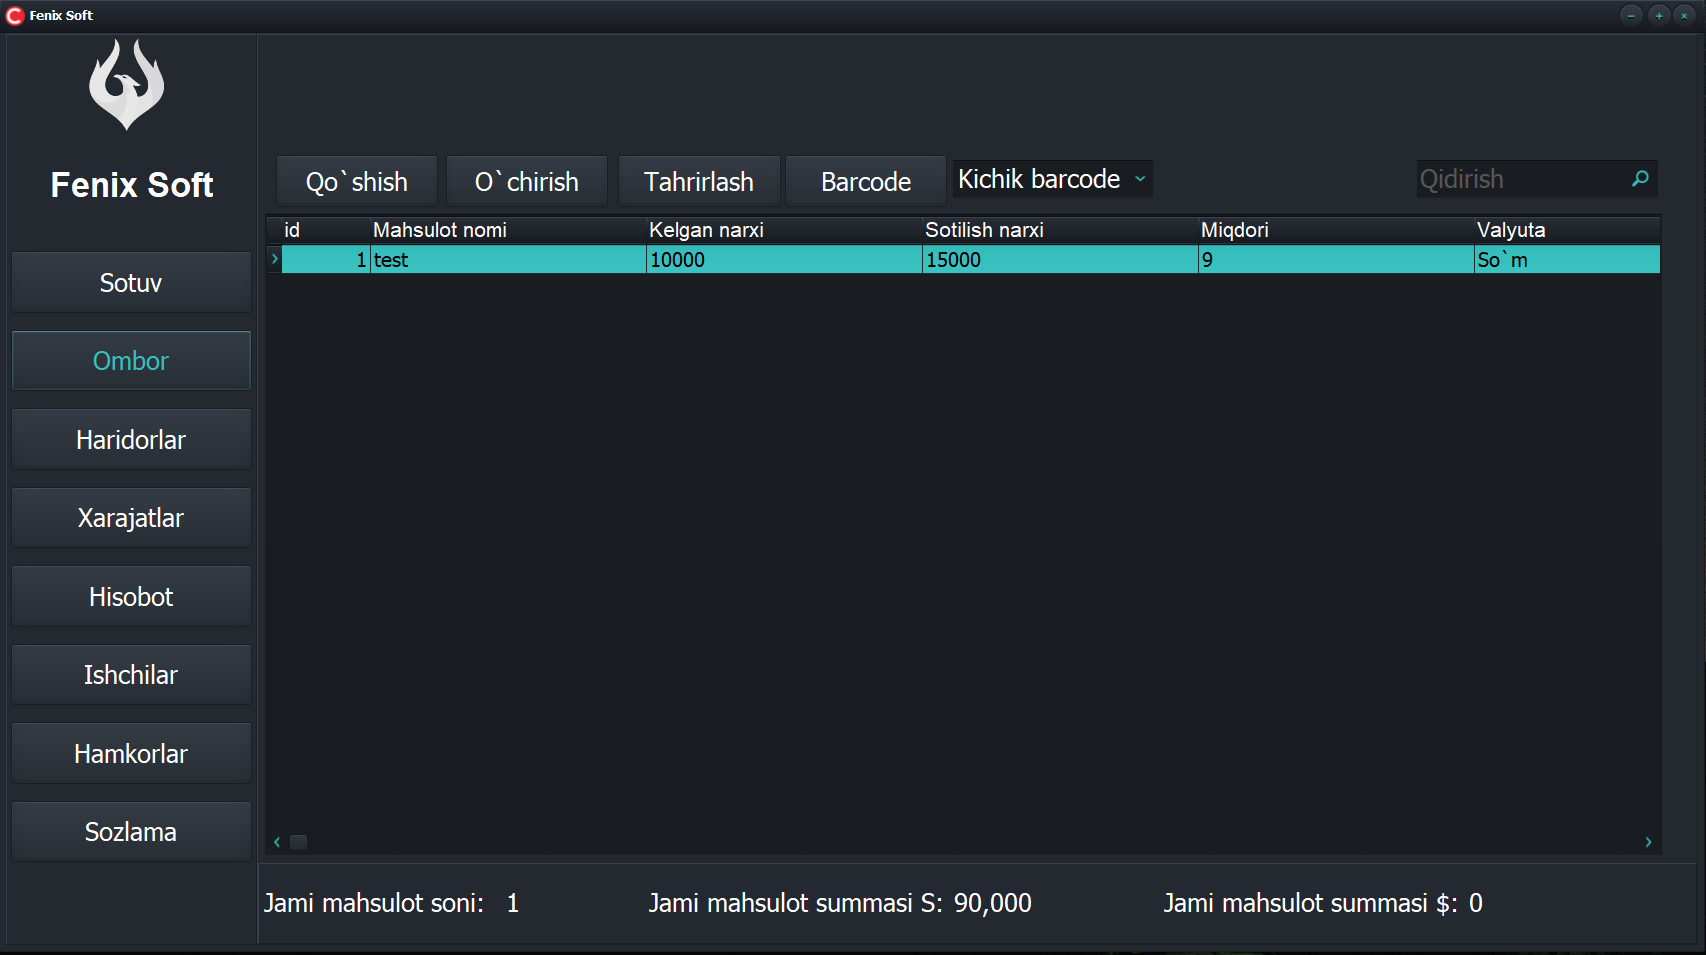 Fenix Soft
Fenix Soft
Sotuv
Ombor
Haridorlar
Xarajatlar
Hisobot
Ishchilar
Hamkorlar
Sozlama
Qo`shish O`chirish Tahrirlash Barcode Kichik barcode Qidirish
id Mahsulot nomi Kelgan narxi Sotilish narxi Miqdori Valyuta
1 test 10000 15000 9 So`m
Jami mahsulot soni: 1 Jami mahsulot summasi S: 90,000 Jami mahsulot summasi $: 0